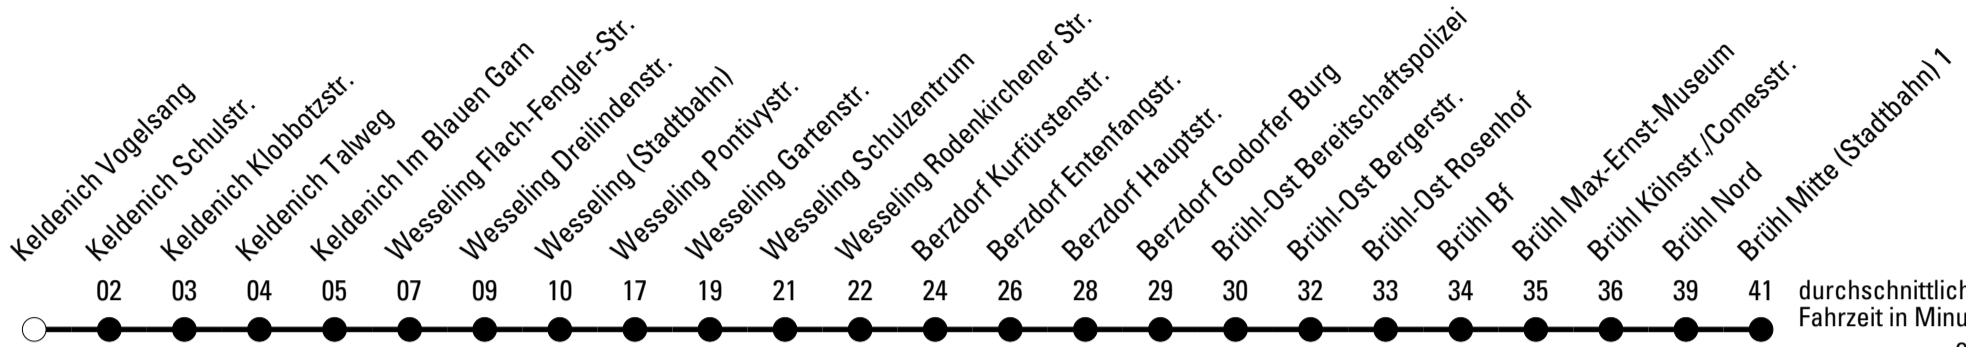 Keldenich Vogelsang
Keldenich Schulstr.
Keldenich Klobbotzstr.
Keldenich Talweg
Keldenich Im Blauen Garn
Wesseling Flach-Fengler-Str.
Wesseling Dreilindenstr.
Wesseling (Stadtbahn)
Wesseling Pontivystr.
Wesseling Gartenstr.
Wesseling Schulzentrum
Wesseling Rodenkirchener Str.
Berzdorf Kurfürstenstr.
Berzdorf Entenfangstr.
Berzdorf Hauptstr.
Berzdorf Godorfer Burg
Brühl-Ost Bereitschaftspolizei
Brühl-Ost Bergerstr.
Brühl-Ost Rosenhof
Brühl Bf
Brühl Max-Ernst-Museum
Brühl Kölnstr./Comesstr.
Brühl Nord
Brühl Mitte (Stadtbahn) 1
02 03 04 05 07 09 10 17 19 21 22 24 26 28 29 30 32 33 34 35 36 39 41 durchschnittlich
Fahrzeit in Minu